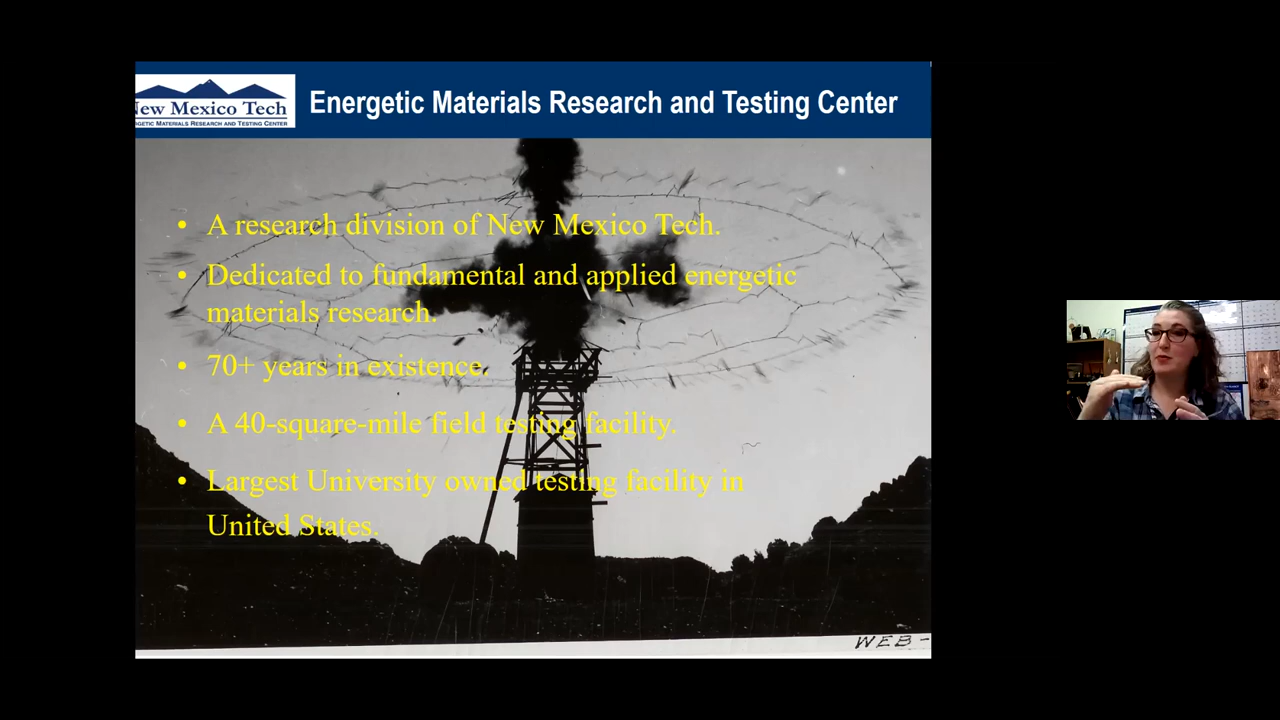 New Mexico Tech
ENERGETIC MATERIALS RESEARCH AND TESTING CENTER
Energetic Materials Research and Testing Center
• A research division of New Mexico Tech.
• Dedicated to fundamental and applied energetic
materials research.
• 70+ years in existence.
• A 40-square-mile field testing facility.
• Largest University owned testing facility in
United States.
WEB-